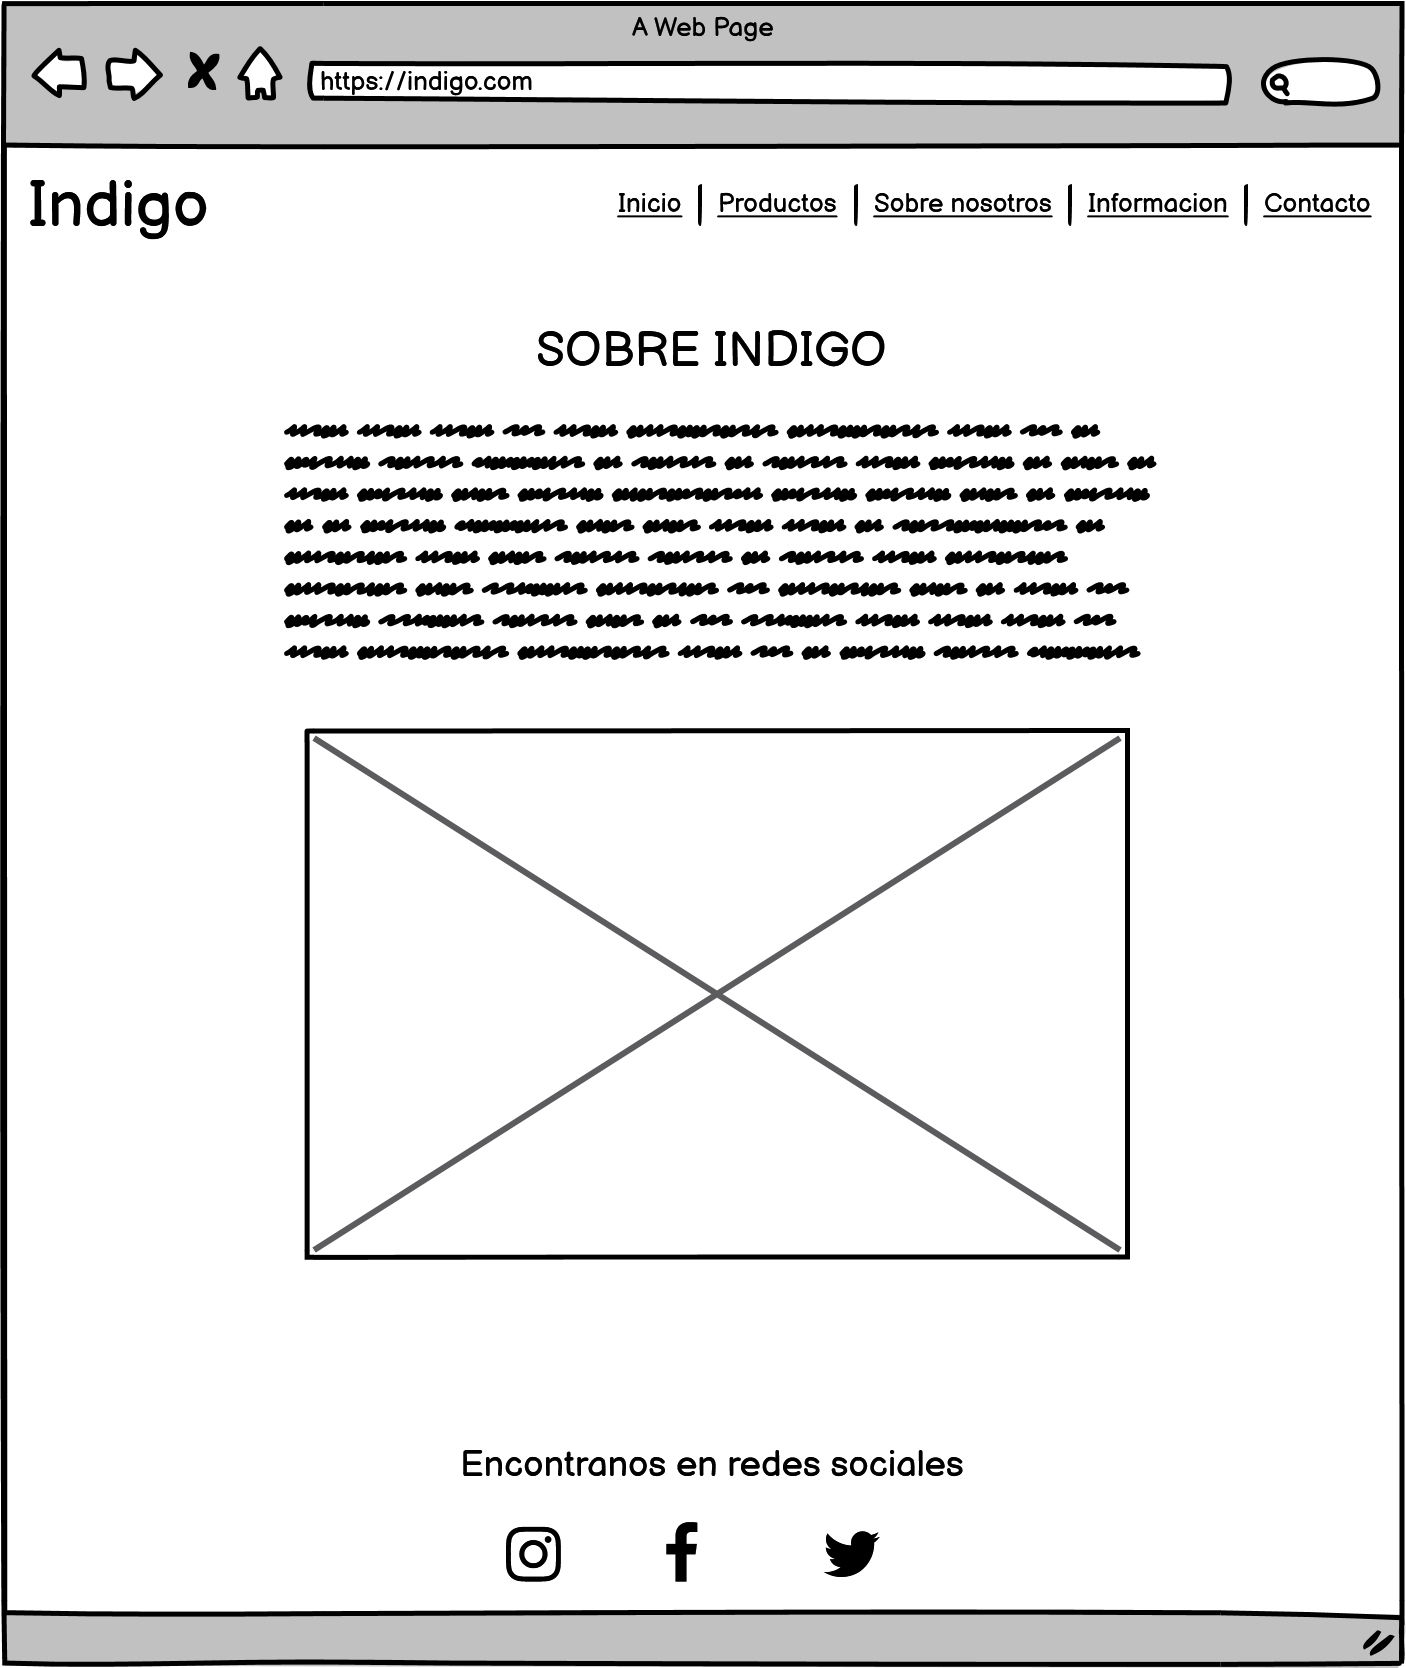 A Web Page
https://indigo.com
Indigo
Inicio | Productos | Sobre nosotros | Informacion | Contacto
SOBRE INDIGO
Encontranos en redes sociales